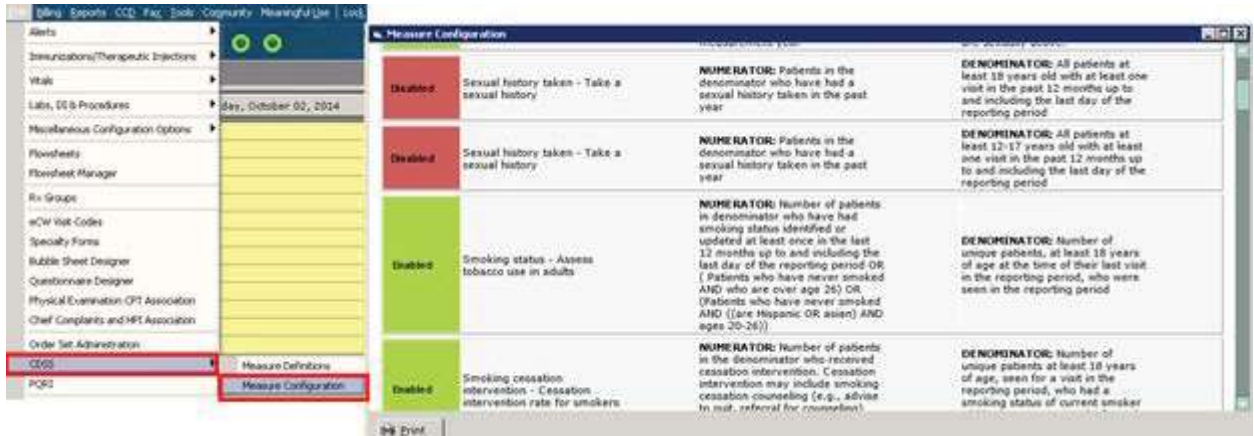 Billing Reports CCD Fax Tools Community Meaningful Use Lock
Alerts
Immunizations/Therapeutic Injections
Vitals
Labs, DI & Procedures
Miscellaneous Configuration Options
Flowsheets
Flowsheet Manager
Rx Groups
eCW Visit Codes
Specialty Forms
Bubble Sheet Designer
Questionnaire Designer
Physical Examination CPT Association
Chief Complaints and HPI Association
Order Set Administration
CDSS
PQRI
day, October 02, 2014
Measure Definitions
Measure Configuration
Measure Configuration
measurement year
are sexually active.
Disabled
Sexual history taken - Take a
sexual history
NUMERATOR: Patients in the
denominator who have had a
sexual history taken in the past
year
DENOMINATOR: All patients at
least 18 years old with at least one
visit in the past 12 months up to
and including the last day of the
reporting period
Disabled
Sexual history taken - Take a
sexual history
NUMERATOR: Patients in the
denominator who have had a
sexual history taken in the past
year
DENOMINATOR: All patients at
least 12-17 years old with at least
one visit in the past 12 months up
to and including the last day of the
reporting period
Enabled
Smoking status - Assess
tobacco use in adults
NUMERATOR: Number of patients
in denominator who have had
smoking status identified or
updated at least once in the last
12 months up to and including the
last day of the reporting period OR
( Patients who have never smoked
AND who are over age 26) OR
(Patients who have never smoked
AND ((are Hispanic OR asian) AND
ages 20-26))
DENOMINATOR: Number of
unique patients, at least 18 years
of age at the time of their last visit
in the reporting period, who were
seen in the reporting period
Enabled
Smoking cessation
intervention - Cessation
intervention rate for smokers
NUMERATOR: Number of patients
in the denominator who received
cessation intervention. Cessation
intervention may include smoking
cessation counseling (e.g., advise
to quit, referral for counseling)
DENOMINATOR: Number of
unique patients at least 18 years
of age, seen for a visit in the
reporting period, who had a
smoking status of current smoker
Print